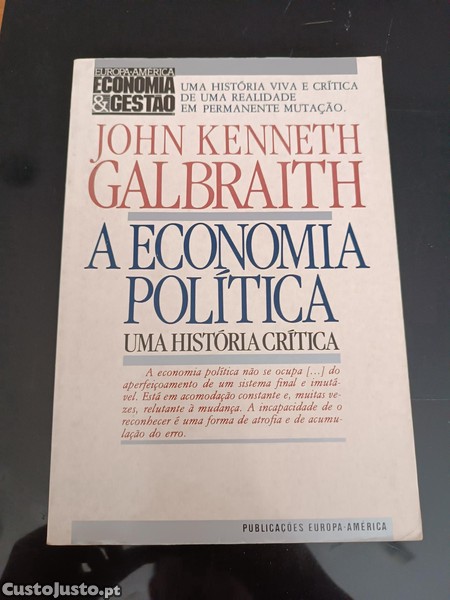 EUROPA-AMÉRICA
ECONOMIA
& GESTÃO
UMA HISTÓRIA VIVA E CRÍTICA
DE UMA REALIDADE
EM PERMANENTE MUTAÇÃO.
JOHN KENNETH
GALBRAITH
A ECONOMIA
POLÍTICA
UMA HISTÓRIA CRÍTICA
A economia política não se ocupa [...] do
aperfeiçoamento de um sistema final e imutá-
vel. Está em acomodação constante e, muitas ve-
zes, relutante à mudança. A incapacidade de o
reconhecer é uma forma de atrofia e de acumu-
lação do erro.
PUBLICAÇÕES EUROPA-AMÉRICA
CustoJusto.pt